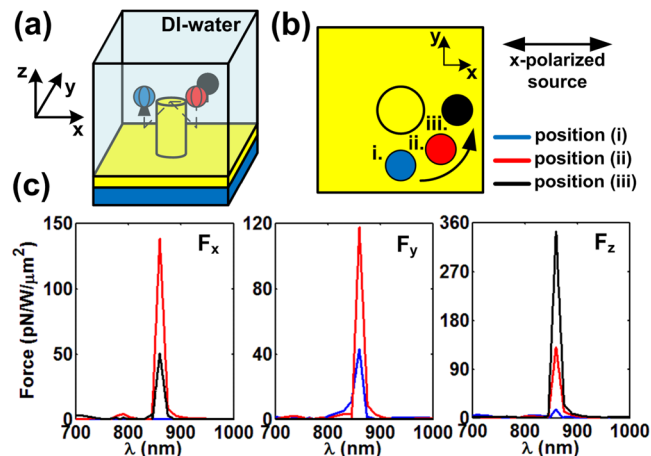 (a)
DI-water
z
y
x
(b)
y
x
x-polarized
source
i.
ii.
iii.
position (i)
position (ii)
position (iii)
(c)
Force (pN/W/μm²)
150
100
50
0
700 800 900 1000
λ (nm)
Fx
120
80
40
0
700 800 900 1000
λ (nm)
Fy
360
270
180
90
0
700 800 900 1000
λ (nm)
Fz